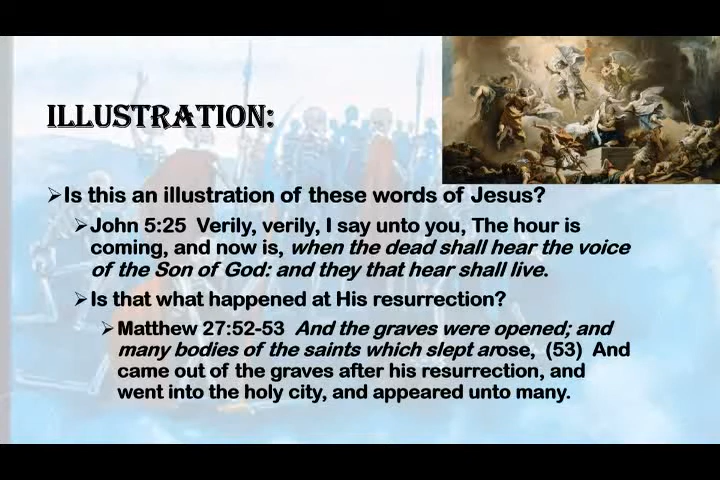 ILLUSTRATION:
Is this an illustration of these words of Jesus?
John 5:25 Verily, verily, I say unto you, The hour is
coming, and now is, when the dead shall hear the voice
of the Son of God: and they that hear shall live.
Is that what happened at His resurrection?
Matthew 27:52-53 And the graves were opened; and
many bodies of the saints which slept arose, (53) And
came out of the graves after his resurrection, and
went into the holy city, and appeared unto many.